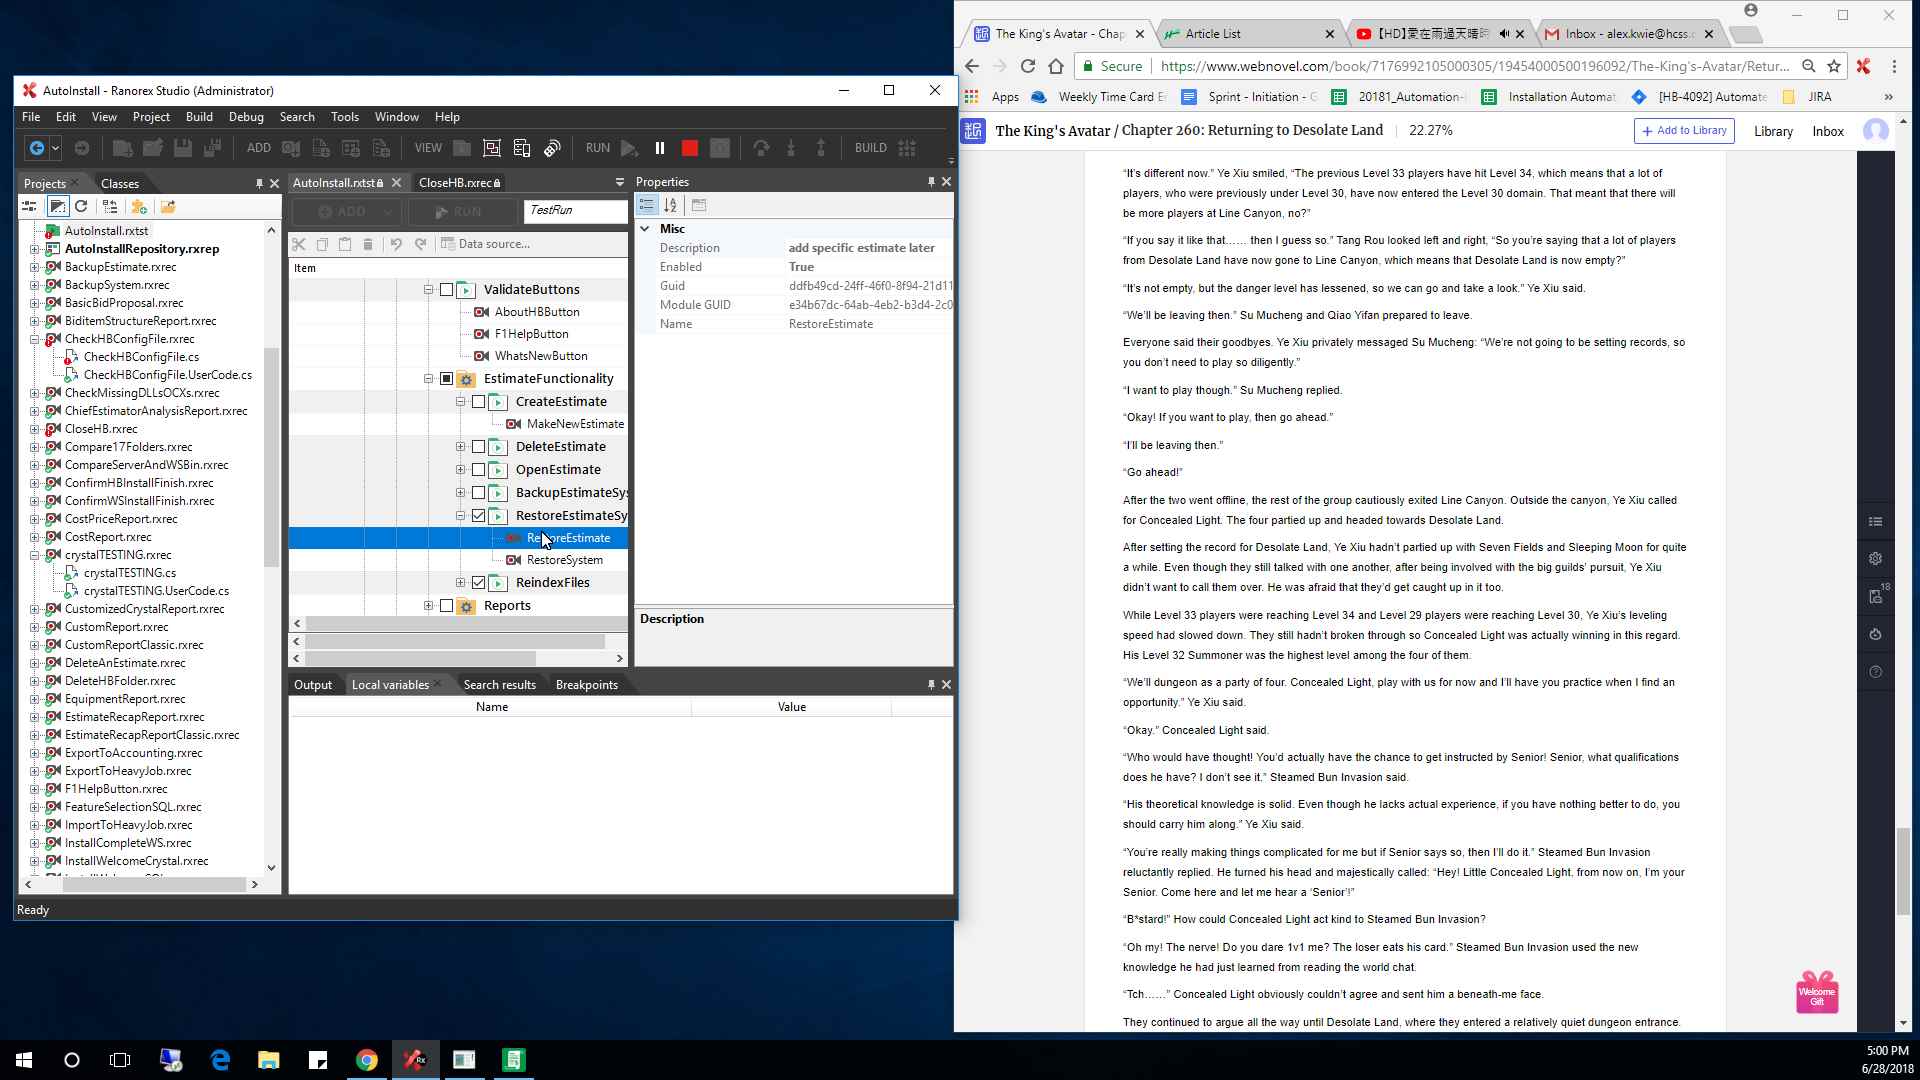 AutoInstall - Ranorex Studio (Administrator)
File Edit View Project Build Debug Search Tools Window Help
ADD VIEW RUN BUILD
Projects Classes
AutoInstall.rxtst
AutoInstallRepository.rxrep
BackupEstimate.rxrec
BackupSystem.rxrec
BasicBidProposal.rxrec
BiditemStructureReport.rxrec
CheckHBConfigFile.rxrec
CheckHBConfigFile.cs
CheckHBConfigFile.UserCode.cs
CheckMissingDLLsOCXs.rxrec
ChiefEstimatorAnalysisReport.rxrec
CloseHB.rxrec
Compare17Folders.rxrec
CompareServerAndWSBin.rxrec
ConfirmHBInstallFinish.rxrec
ConfirmWSInstallFinish.rxrec
CostPriceReport.rxrec
CostReport.rxrec
crystalTESTING.rxrec
crystalTESTING.cs
crystalTESTING.UserCode.cs
CustomizedCrystalReport.rxrec
CustomReport.rxrec
CustomReportClassic.rxrec
DeleteAnEstimate.rxrec
DeleteHBFolder.rxrec
EquipmentReport.rxrec
EstimateRecapReport.rxrec
EstimateRecapReportClassic.rxrec
ExportToAccounting.rxrec
ExportToHeavyJob.rxrec
F1HelpButton.rxrec
FeatureSelectionSQL.rxrec
ImportToHeavyJob.rxrec
InstallCompleteWS.rxrec
InstallWelcomeCrystal.rxrec
Ready
AutoInstall.rxtst CloseHB.rxrec
ADD RUN TestRun
Data source...
Item
ValidateButtons
AboutHBButton
F1HelpButton
WhatsNewButton
EstimateFunctionality
CreateEstimate
MakeNewEstimate
DeleteEstimate
OpenEstimate
BackupEstimateSys
RestoreEstimateSy
RestoreEstimate
RestoreSystem
ReindexFiles
Reports
Properties
Misc
Description add specific estimate later
Enabled True
Guid ddfb49cd-24ff-46f0-8f94-21d11
Module GUID e34b67dc-64ab-4eb2-b3d4-2c0
Name RestoreEstimate
Description
Output Local variables Search results Breakpoints
Name Value
The King's Avatar - Chap Article List 【HD】愛在雨過天晴時 Inbox - alex.kwie@hcss.c
Secure https://www.webnovel.com/book/7176992105000305/19454000500196092/The-King's-Avatar/Retur...
Apps Weekly Time Card E Sprint - Initiation - G 20181_Automation- Installation Automat [HB-4092] Automate JIRA »
The King's Avatar / Chapter 260: Returning to Desolate Land 22.27% + Add to Library Library Inbox
“It’s different now.” Ye Xiu smiled, “The previous Level 33 players have hit Level 34, which means that a lot of
players, who were previously under Level 30, have now entered the Level 30 domain. That meant that there will
be more players at Line Canyon, no?”
“If you say it like that…… then I guess so.” Tang Rou looked left and right, “So you’re saying that a lot of players
from Desolate Land have now gone to Line Canyon, which means that Desolate Land is now empty?”
“It’s not empty, but the danger level has lessened, so we can go and take a look.” Ye Xiu said.
“We’ll be leaving then.” Su Mucheng and Qiao Yifan prepared to leave.
Everyone said their goodbyes. Ye Xiu privately messaged Su Mucheng: “We’re not going to be setting records, so
you don’t need to play so diligently.”
“I want to play though.” Su Mucheng replied.
“Okay! If you want to play, then go ahead.”
“I’ll be leaving then.”
“Go ahead!”
After the two went offline, the rest of the group cautiously exited Line Canyon. Outside the canyon, Ye Xiu called
for Concealed Light. The four partied up and headed towards Desolate Land.
After setting the record for Desolate Land, Ye Xiu hadn’t partied up with Seven Fields and Sleeping Moon for quite
a while. Even though they still talked with one another, after being involved with the big guilds’ pursuit, Ye Xiu
didn’t want to call them over. He was afraid that they’d get caught up in it too.
While Level 33 players were reaching Level 34 and Level 29 players were reaching Level 30, Ye Xiu’s leveling
speed had slowed down. They still hadn’t broken through so Concealed Light was actually winning in this regard.
His Level 32 Summoner was the highest level among the four of them.
“We’ll dungeon as a party of four. Concealed Light, play with us for now and I’ll have you practice when I find an
opportunity.” Ye Xiu said.
“Okay.” Concealed Light said.
“Who would have thought! You’d actually have the chance to get instructed by Senior! Senior, what qualifications
does he have? I don’t see it.” Steamed Bun Invasion said.
“His theoretical knowledge is solid. Even though he lacks actual experience, if you have nothing better to do, you
should carry him along.” Ye Xiu said.
“You’re really making things complicated for me but if Senior says so, then I’ll do it.” Steamed Bun Invasion
reluctantly replied. He turned his head and majestically called: “Hey! Little Concealed Light, from now on, I’m your
Senior. Come here and let me hear a ‘Senior’!”
“B*stard!” How could Concealed Light act kind to Steamed Bun Invasion?
“Oh my! The nerve! Do you dare 1v1 me? The loser eats his card.” Steamed Bun Invasion used the new
knowledge he had just learned from reading the world chat.
“Tch……” Concealed Light obviously couldn’t agree and sent him a beneath-me face.
They continued to argue all the way until Desolate Land, where they entered a relatively quiet dungeon entrance.
18
Welcome
Gift
5:00 PM
6/28/2018